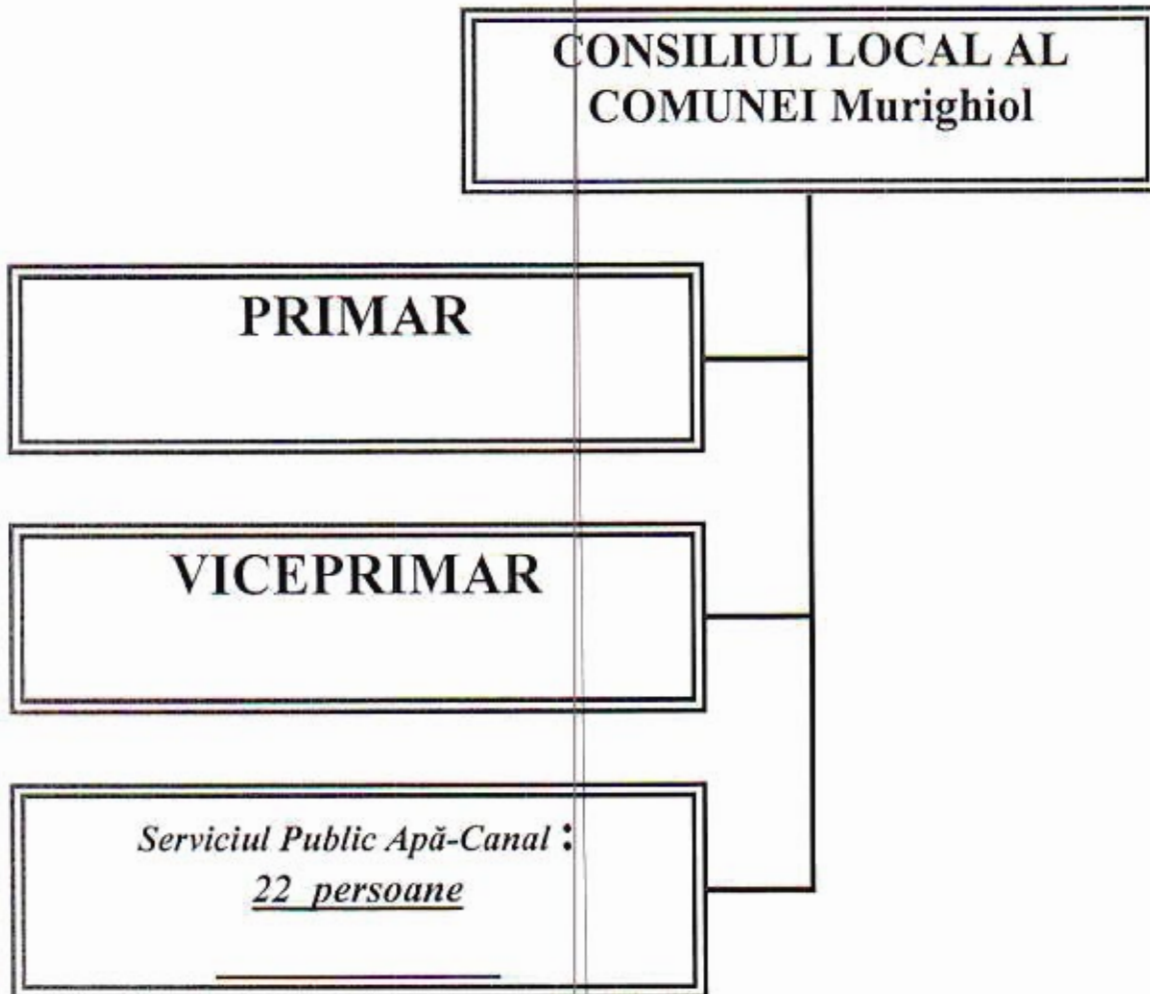 CONSILIUL LOCAL AL
COMUNEI Murighiol
PRIMAR
VICEPRIMAR
Serviciul Public Apă-Canal :
22 persoane